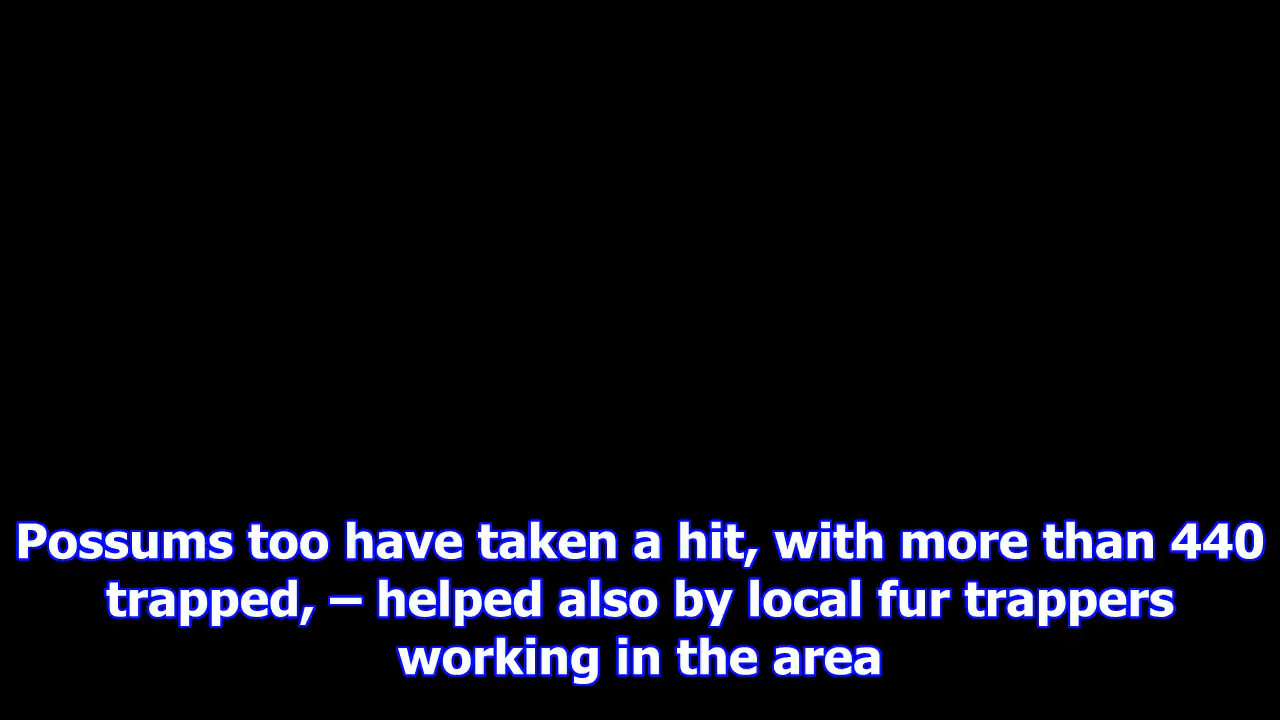 Possums too have taken a hit, with more than 440
trapped, – helped also by local fur trappers
working in the area